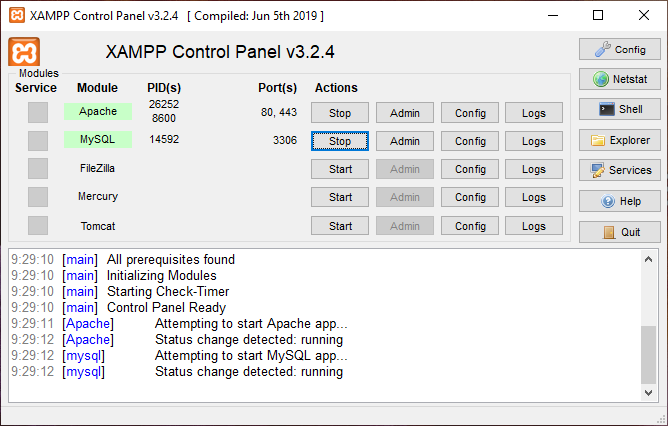 XAMPP Control Panel v3.2.4 [ Compiled: Jun 5th 2019 ]
XAMPP Control Panel v3.2.4
Config
Modules
Service Module PID(s) Port(s) Actions
Netstat
Apache 26252 8600 80, 443 Stop Admin Config Logs
Shell
MySQL 14592 3306 Stop Admin Config Logs
Explorer
FileZilla Start Admin Config Logs
Services
Mercury Start Admin Config Logs
Help
Tomcat Start Admin Config Logs
Quit
9:29:10 [main] All prerequisites found
9:29:10 [main] Initializing Modules
9:29:10 [main] Starting Check-Timer
9:29:10 [main] Control Panel Ready
9:29:11 [Apache] Attempting to start Apache app...
9:29:12 [Apache] Status change detected: running
9:29:12 [mysql] Attempting to start MySQL app...
9:29:12 [mysql] Status change detected: running